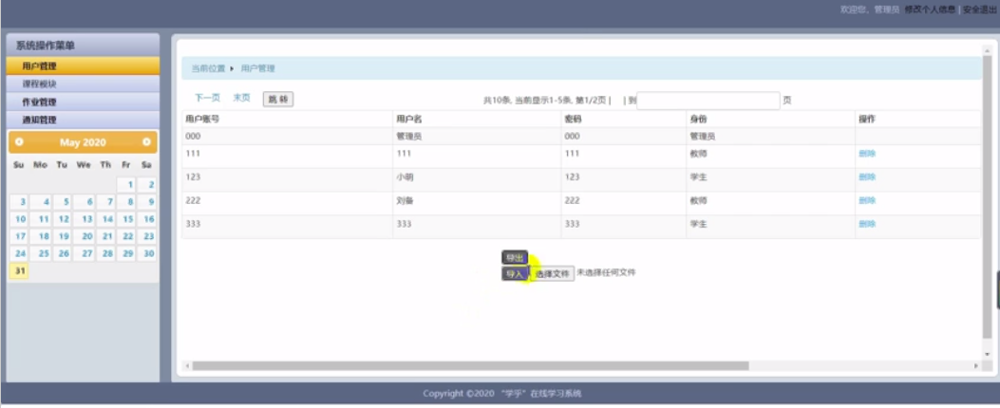 欢迎您, 管理员 修改个人信息 | 安全退出
系统操作菜单
用户管理
课程模块
作业管理
通知管理
May 2020
Su Mo Tu We Th Fr Sa
1 2
3 4 5 6 7 8 9
10 11 12 13 14 15 16
17 18 19 20 21 22 23
24 25 26 27 28 29 30
31
当前位置 用户管理
下一页 末页 跳 转 共10条, 当前显示1-5条, 第1/2页 | | 到 页
用户账号 用户名 密码 身份 操作
000 管理员 000 管理员
111 111 111 教师 删除
123 小明 123 学生 删除
222 刘备 222 教师 删除
333 333 333 学生 删除
导出
导入 选择文件 未选择任何文件
Copyright ©2020 “学乎” 在线学习系统